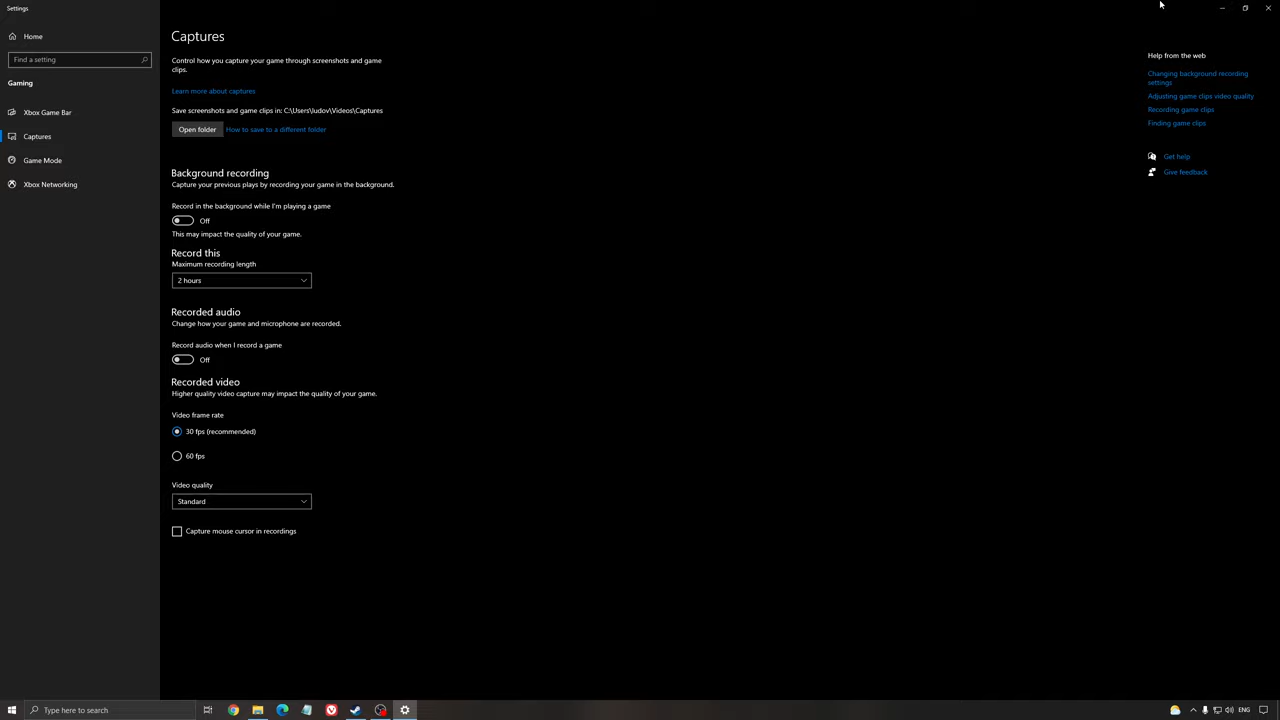 Settings
Home
Find a setting
Gaming
Xbox Game Bar
Captures
Game Mode
Xbox Networking
Captures
Control how you capture your game through screenshots and game
clips.
Learn more about captures
Save screenshots and game clips in: C:\Users\Iudov\Videos\Captures
Open folder
How to save to a different folder
Background recording
Capture your previous plays by recording your game in the background.
Record in the background while I'm playing a game
Off
This may impact the quality of your game.
Record this
Maximum recording length
2 hours
Recorded audio
Change how your game and microphone are recorded.
Record audio when I record a game
Off
Recorded video
Higher quality video capture may impact the quality of your game.
Video frame rate
30 fps (recommended)
60 fps
Video quality
Standard
Capture mouse cursor in recordings
Help from the web
Changing background recording
settings
Adjusting game clips video quality
Recording game clips
Finding game clips
Get help
Give feedback
Type here to search
ENG